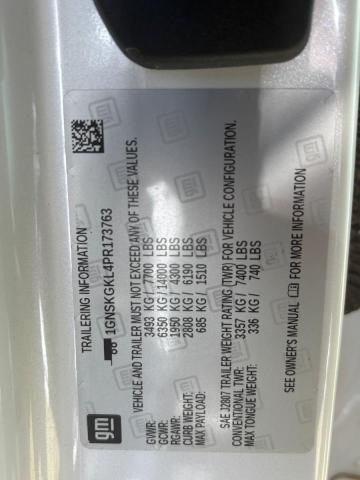 gm
TRAILERING INFORMATION
1GNSKGKL4PR173763
VEHICLE AND TRAILER MUST NOT EXCEED ANY OF THESE VALUES.
GVWR: 3493 KG / 7700 LBS
GCWR: 6350 KG / 14000 LBS
RGAWR: 1950 KG / 4300 LBS
CURB WEIGHT: 2808 KG / 6190 LBS
MAX PAYLOAD: 685 KG / 1510 LBS
SAE J2807 TRAILER WEIGHT RATING (TWR) FOR VEHICLE CONFIGURATION.
CONVENTIONAL TWR: 3357 KG / 7400 LBS
MAX TONGUE WEIGHT: 336 KG / 740 LBS
SEE OWNER'S MANUAL FOR MORE INFORMATION